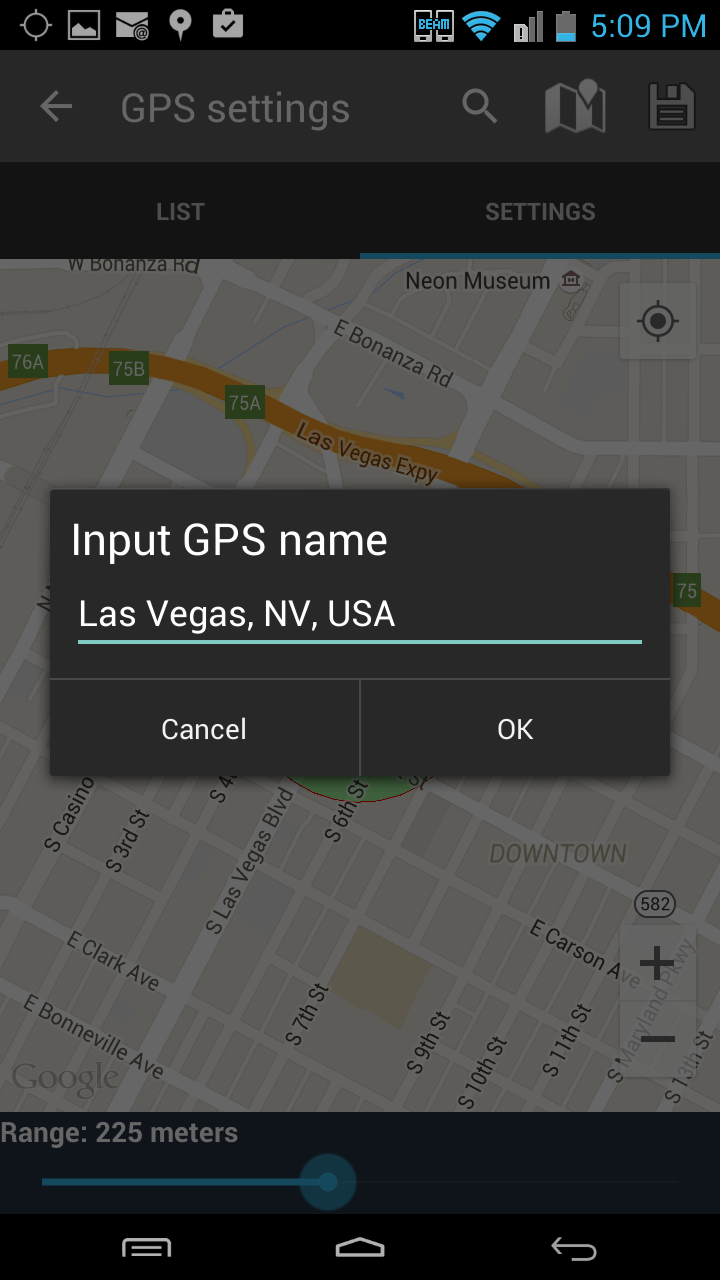 BEAM
5:09 PM
GPS settings
LIST
SETTINGS
W Bonanza Rd
Neon Museum
E Bonanza Rd
76A
75B
75A
Las Vegas Expy
Input GPS name
75
Las Vegas, NV, USA
Cancel
OK
S Casino
S 3rd St
S 4
S Las Vegas Blvd
S 6th St
DOWNTOWN
582
E Clark Ave
E Carson Ave
E Bonneville Ave
S 7th St
S 9th St
S 10th St
S 11th St
S Maryland Pkwy
S 13th St
Google
Range: 225 meters